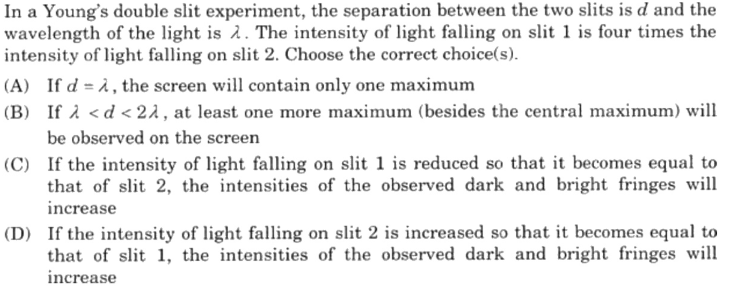 In a Young's double slit experiment, the separation between the two slits is d and the
wavelength of the light is λ. The intensity of light falling on slit 1 is four times the
intensity of light falling on slit 2. Choose the correct choice(s).
(A) If d = λ, the screen will contain only one maximum
(B) If λ < d < 2λ, at least one more maximum (besides the central maximum) will
be observed on the screen
(C) If the intensity of light falling on slit 1 is reduced so that it becomes equal to
that of slit 2, the intensities of the observed dark and bright fringes will
increase
(D) If the intensity of light falling on slit 2 is increased so that it becomes equal to
that of slit 1, the intensities of the observed dark and bright fringes will
increase